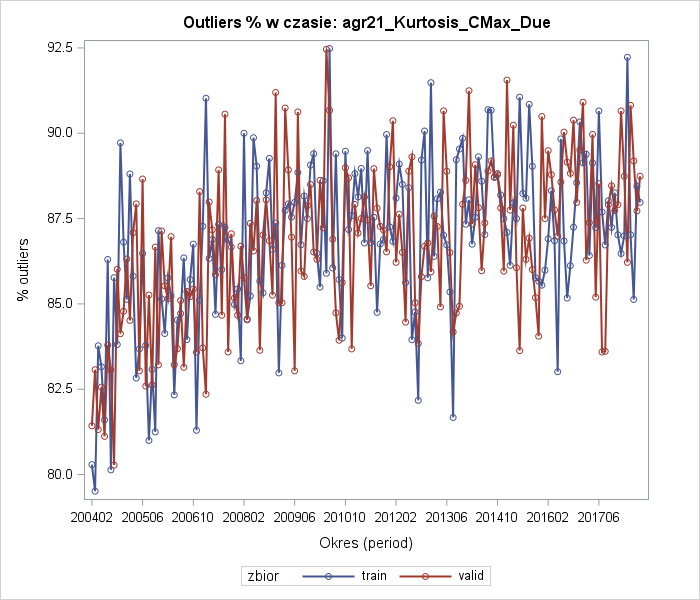 Outliers % w czasie: agr21_Kurtosis_CMax_Due
92.5
90.0
87.5
85.0
82.5
80.0
% outliers
200402 200506 200610 200802 200906 201010 201202 201306 201410 201602 201706
Okres (period)
zbior train valid